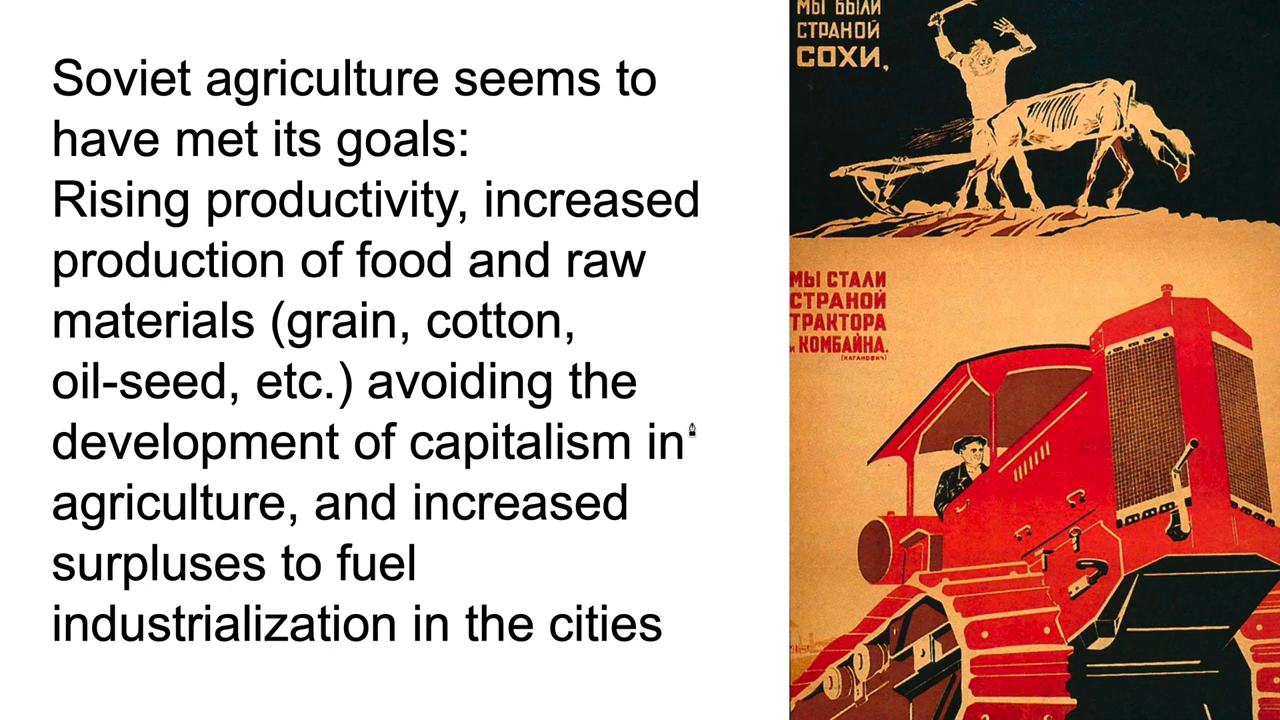 Soviet agriculture seems to
have met its goals:
Rising productivity, increased
production of food and raw
materials (grain, cotton,
oil-seed, etc.) avoiding the
development of capitalism in
agriculture, and increased
surpluses to fuel
industrialization in the cities
МЫ БЫЛИ
СТРАНОЙ
СОХИ,
МЫ СТАЛИ
СТРАНОЙ
ТРАКТОРА
и КОМБАЙНА.
(КАГАНОВИЧ)